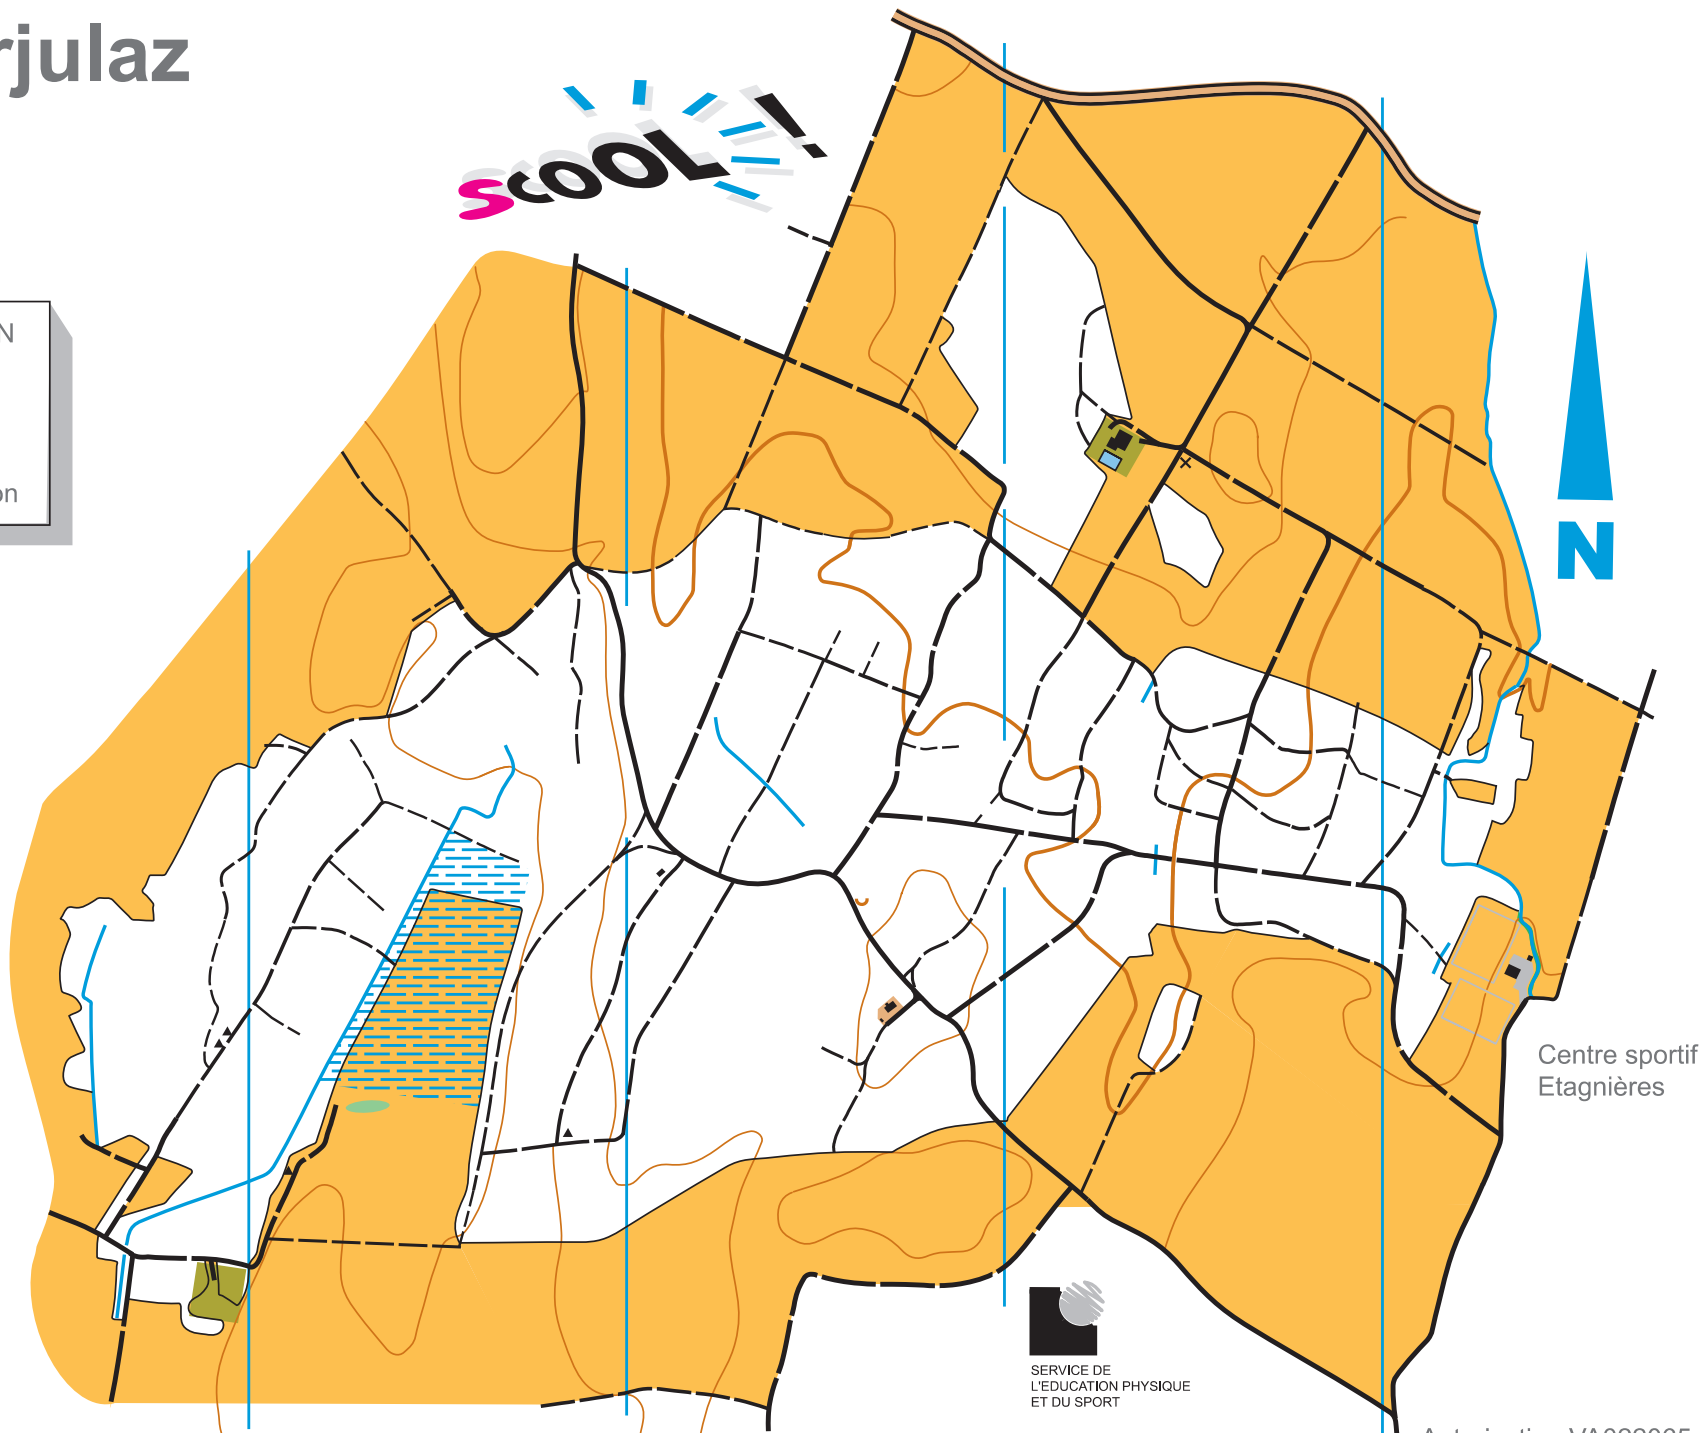 rjulaz
scOOL!
N
on
N
Centre sportif
Etagnières
SERVICE DE
L'EDUCATION PHYSIQUE
ET DU SPORT